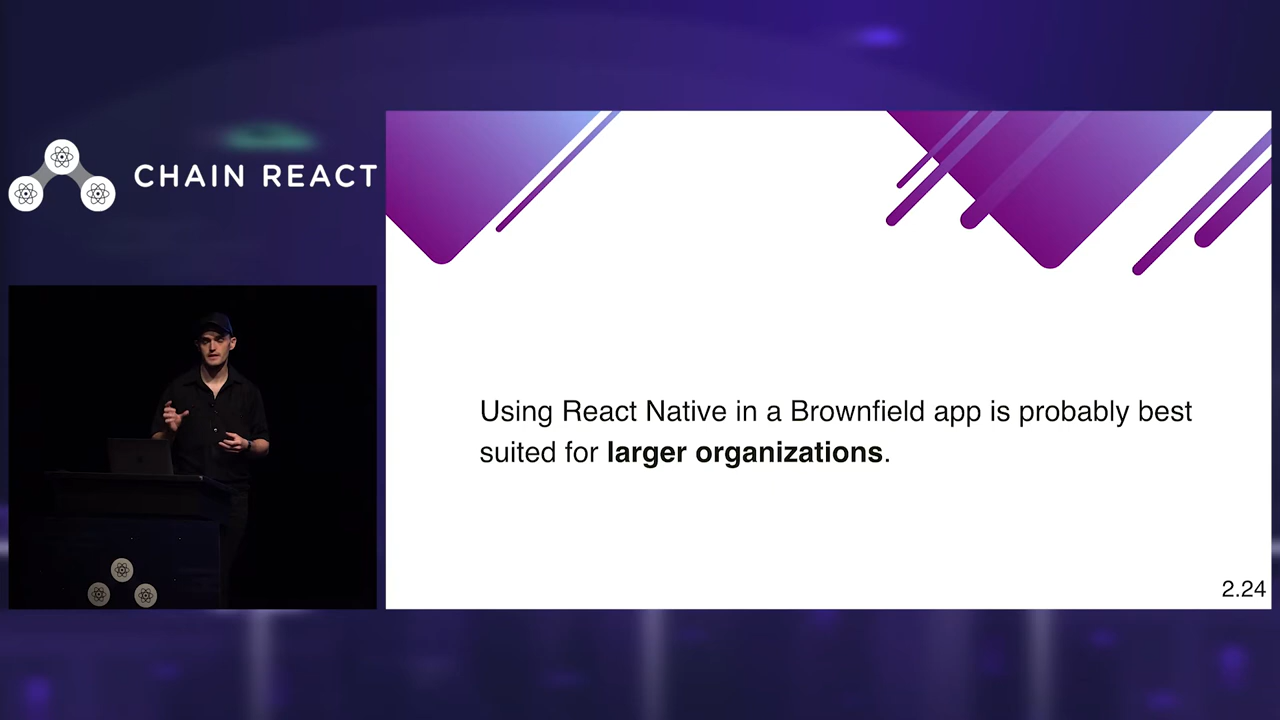 CHAIN REACT
Using React Native in a Brownfield app is probably best
suited for larger organizations.
2.24